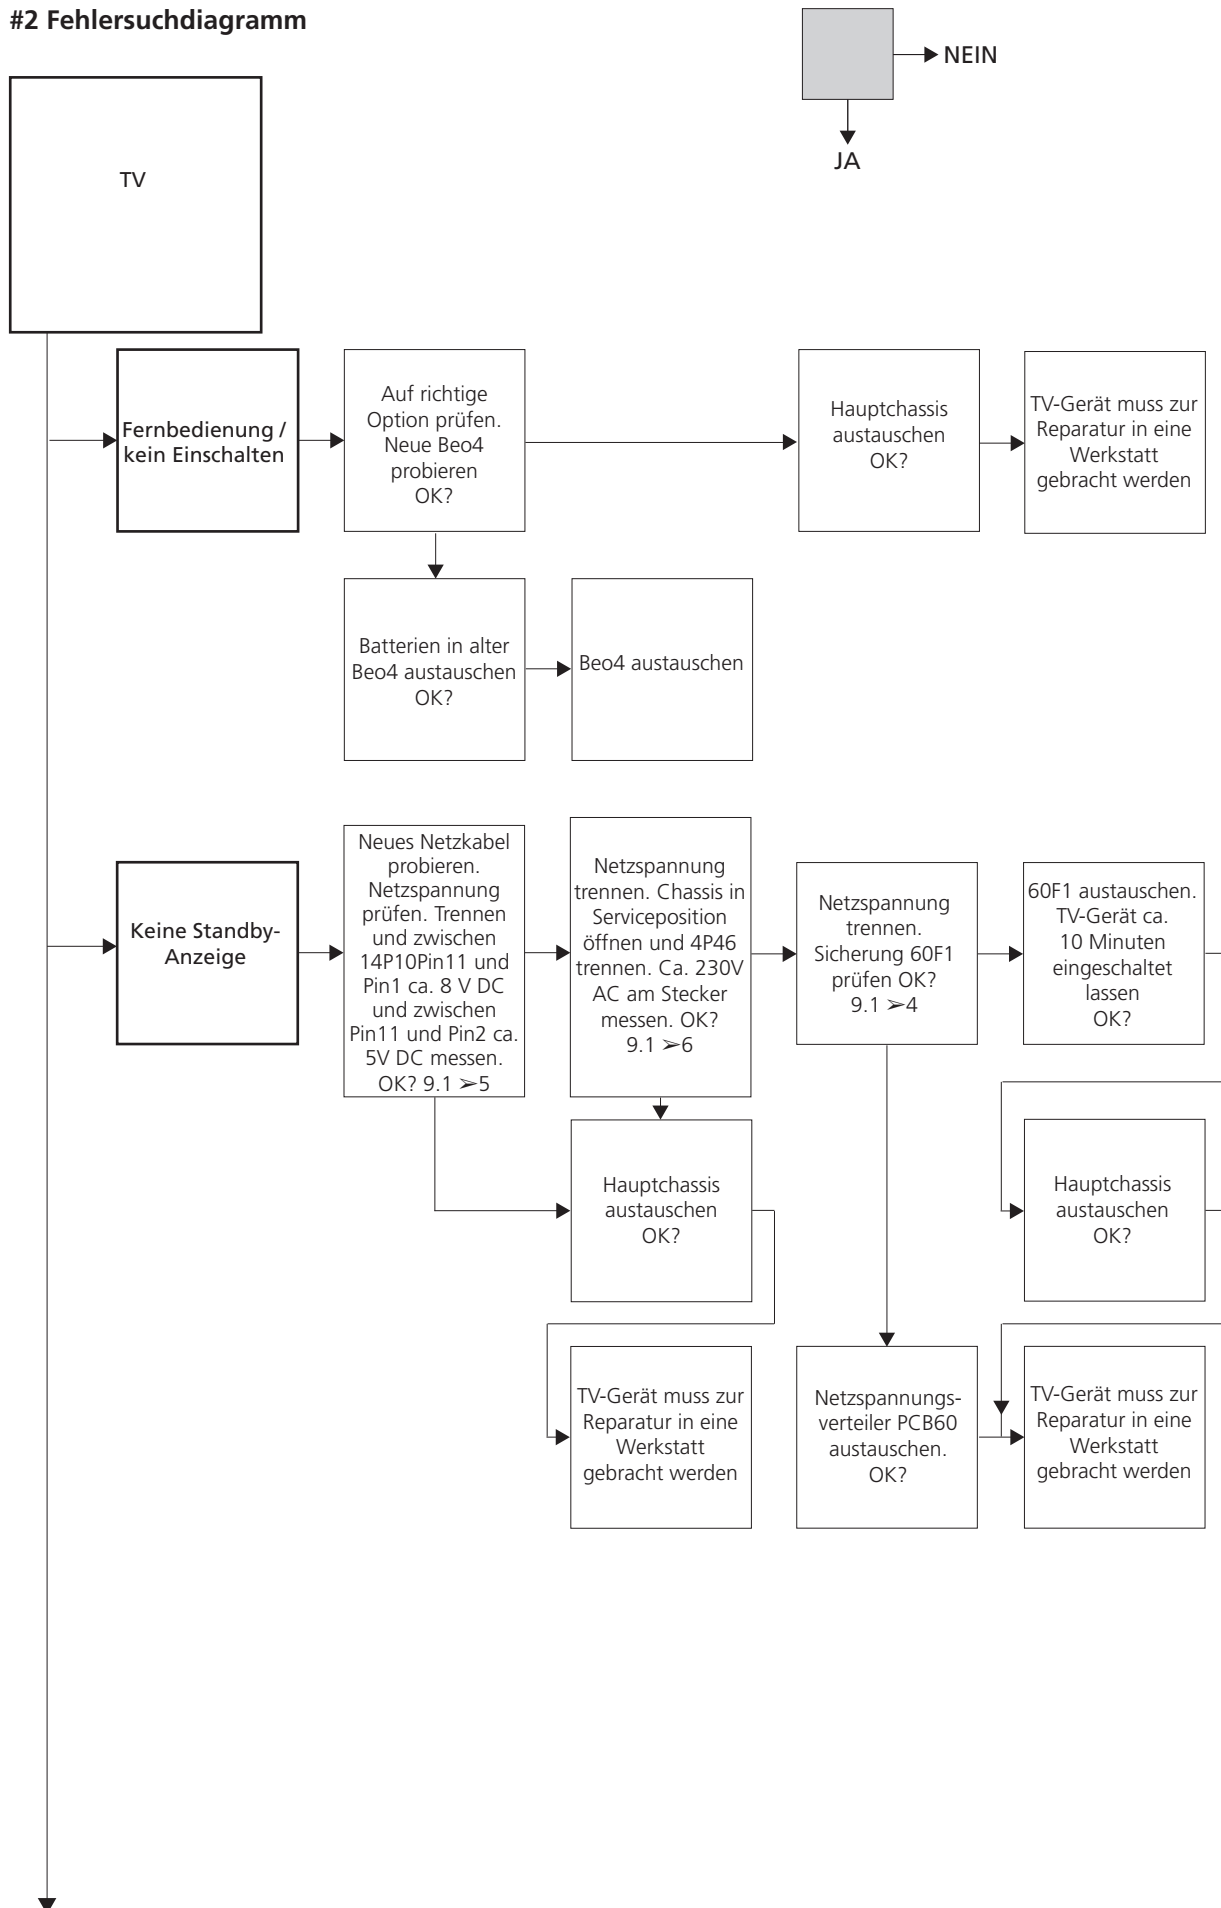 #2 Fehlersuchdiagramm
NEIN
JA
TV
Fernbedienung /
kein Einschalten
Auf richtige
Option prüfen.
Neue Beo4
probieren
OK?
Hauptchassis
austauschen
OK?
TV-Gerät muss zur
Reparatur in eine
Werkstatt
gebracht werden
Batterien in alter
Beo4 austauschen
OK?
Beo4 austauschen
Keine Standby-
Anzeige
Neues Netzkabel
probieren.
Netzspannung
prüfen. Trennen
und zwischen
14P10Pin11 und
Pin1 ca. 8 V DC
und zwischen
Pin11 und Pin2 ca.
5V DC messen.
OK? 9.1 ➢5
Netzspannung
trennen. Chassis in
Serviceposition
öffnen und 4P46
trennen. Ca. 230V
AC am Stecker
messen. OK?
9.1 ➢6
Netzspannung
trennen.
Sicherung 60F1
prüfen OK?
9.1 ➢4
60F1 austauschen.
TV-Gerät ca.
10 Minuten
eingeschaltet
lassen
OK?
Hauptchassis
austauschen
OK?
Hauptchassis
austauschen
OK?
TV-Gerät muss zur
Reparatur in eine
Werkstatt
gebracht werden
Netzspannungs-
verteiler PCB60
austauschen.
OK?
TV-Gerät muss zur
Reparatur in eine
Werkstatt
gebracht werden